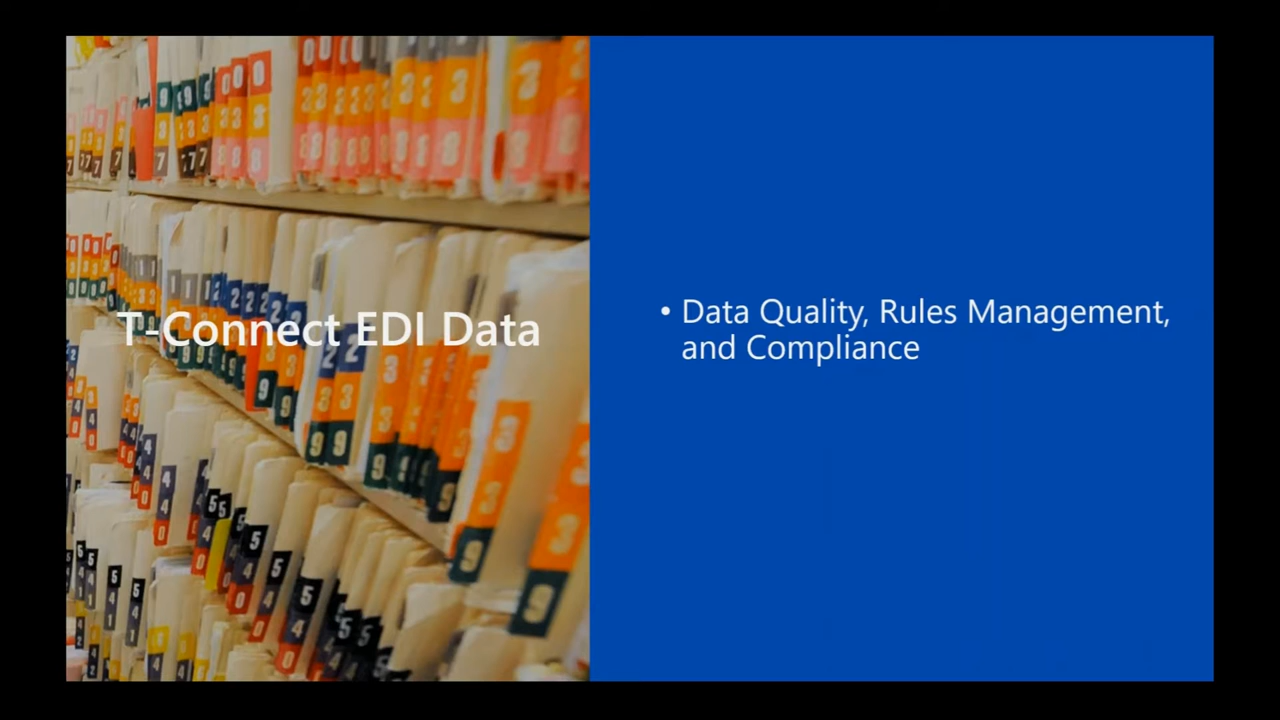 T-Connect EDI Data
• Data Quality, Rules Management,
and Compliance